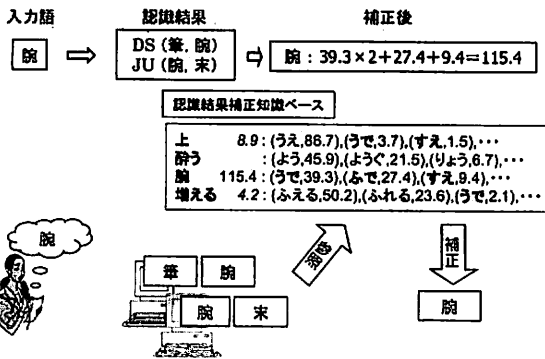 入力語 認識結果 補正後
腕
DS (筆, 腕)
JU (腕, 末)
腕 : 39.3×2+27.4+9.4=115.4
認識結果補正知識ベース
上 8.9 : (うえ,86.7),(うで,3.7),(すえ,1.5),･･･
酔う : (よう,45.9),(ようぐ,21.5),(りょう,6.7),･･･
腕 115.4 : (うで,39.3),(ふで,27.4),(すえ,9.4),･･･
増える 4.2 : (ふえる,50.2),(ふれる,23.6),(うで,2.1),･･･
腕
筆 腕
腕 末
補正
腕